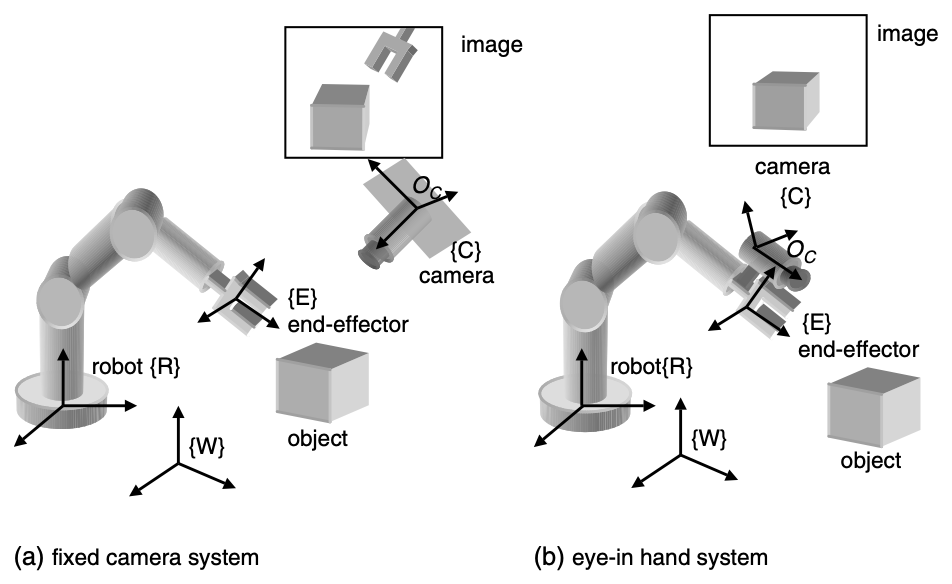 image
O_C
{C}
camera
{E}
end-effector
robot {R}
object
{W}
(a) fixed camera system
image
camera
{C}
O_C
{E}
end-effector
robot{R}
object
{W}
(b) eye-in hand system